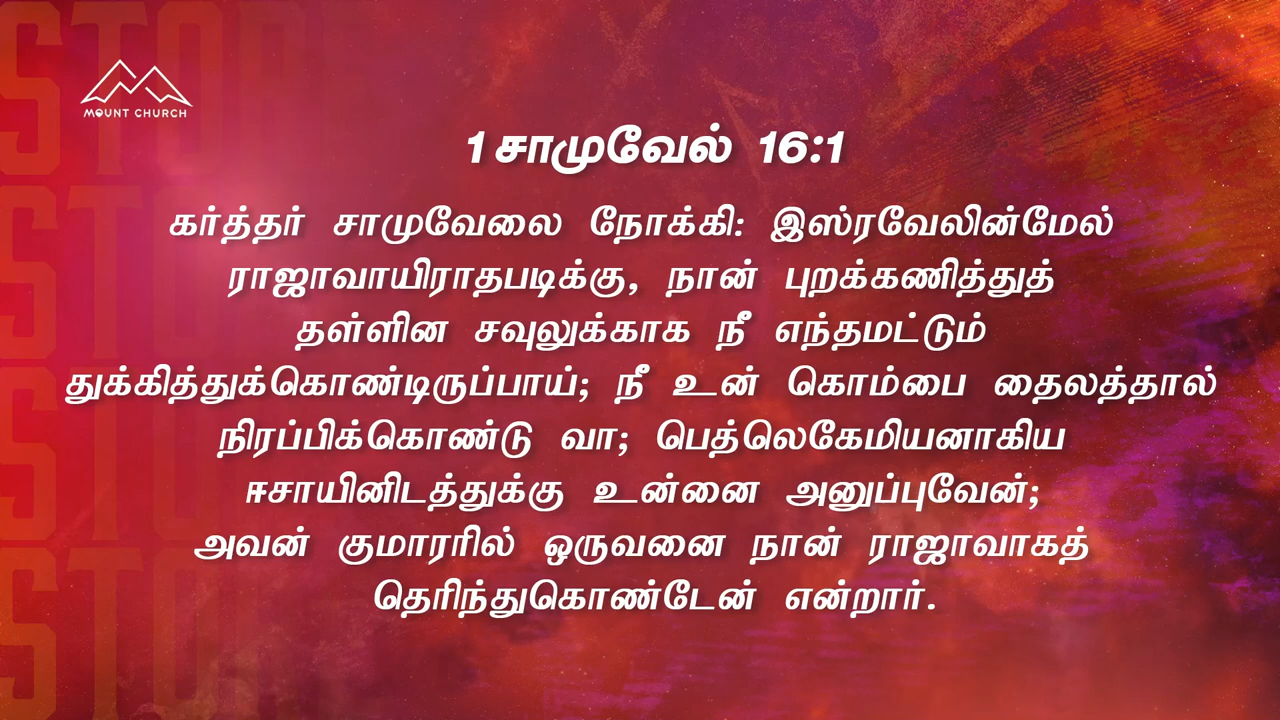 MOUNT CHURCH
1 சாமுவேல் 16:1
கர்த்தர் சாமுவேலை நோக்கி: இஸ்ரவேலின்மேல்
ராஜாவாயிராதபடிக்கு, நான் புறக்கணித்துத்
தள்ளின சவுலுக்காக நீ எந்தமட்டும்
துக்கித்துக்கொண்டிருப்பாய்; நீ உன் கொம்பை தைலத்தால்
நிரப்பிக்கொண்டு வா; பெத்லெகேமியனாகிய
ஈசாயினிடத்துக்கு உன்னை அனுப்புவேன்;
அவன் குமாரரில் ஒருவனை நான் ராஜாவாகத்
தெரிந்துகொண்டேன் என்றார்.